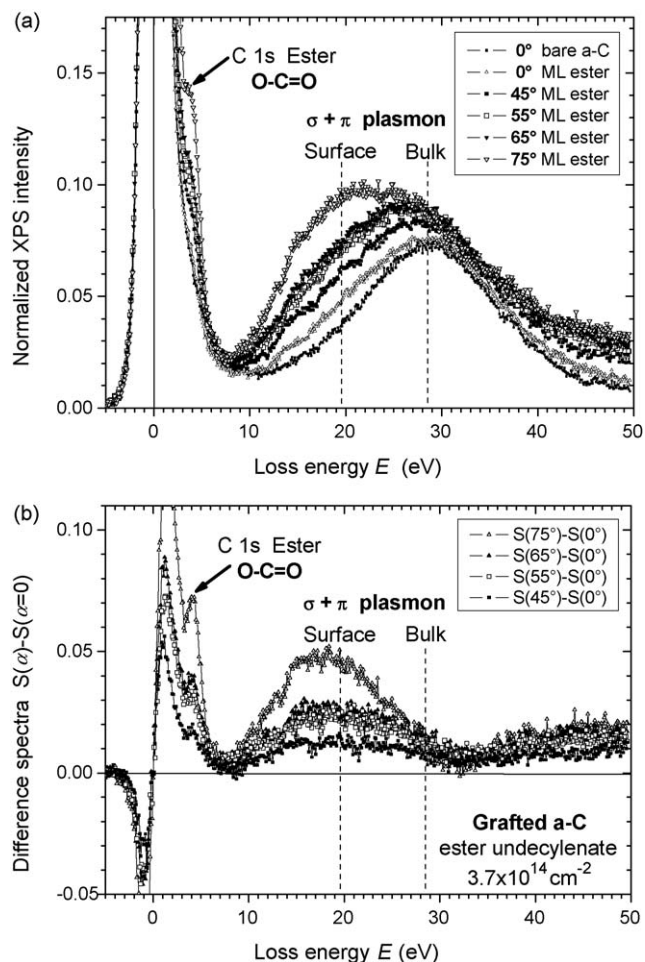 (a)
C 1s Ester
O-C=O
σ + π plasmon
Surface
Bulk
0° bare a-C
0° ML ester
45° ML ester
55° ML ester
65° ML ester
75° ML ester
Normalized XPS intensity
0.15
0.10
0.05
0.00
0 10 20 30 40 50
Loss energy E (eV)
(b)
C 1s Ester
O-C=O
σ + π plasmon
Surface
Bulk
S(75°)-S(0°)
S(65°)-S(0°)
S(55°)-S(0°)
S(45°)-S(0°)
Difference spectra S(α)-S(α=0)
0.10
0.05
0.00
-0.05
Grafted a-C
ester undecylenate
3.7x10¹⁴cm⁻²
0 10 20 30 40 50
Loss energy E (eV)